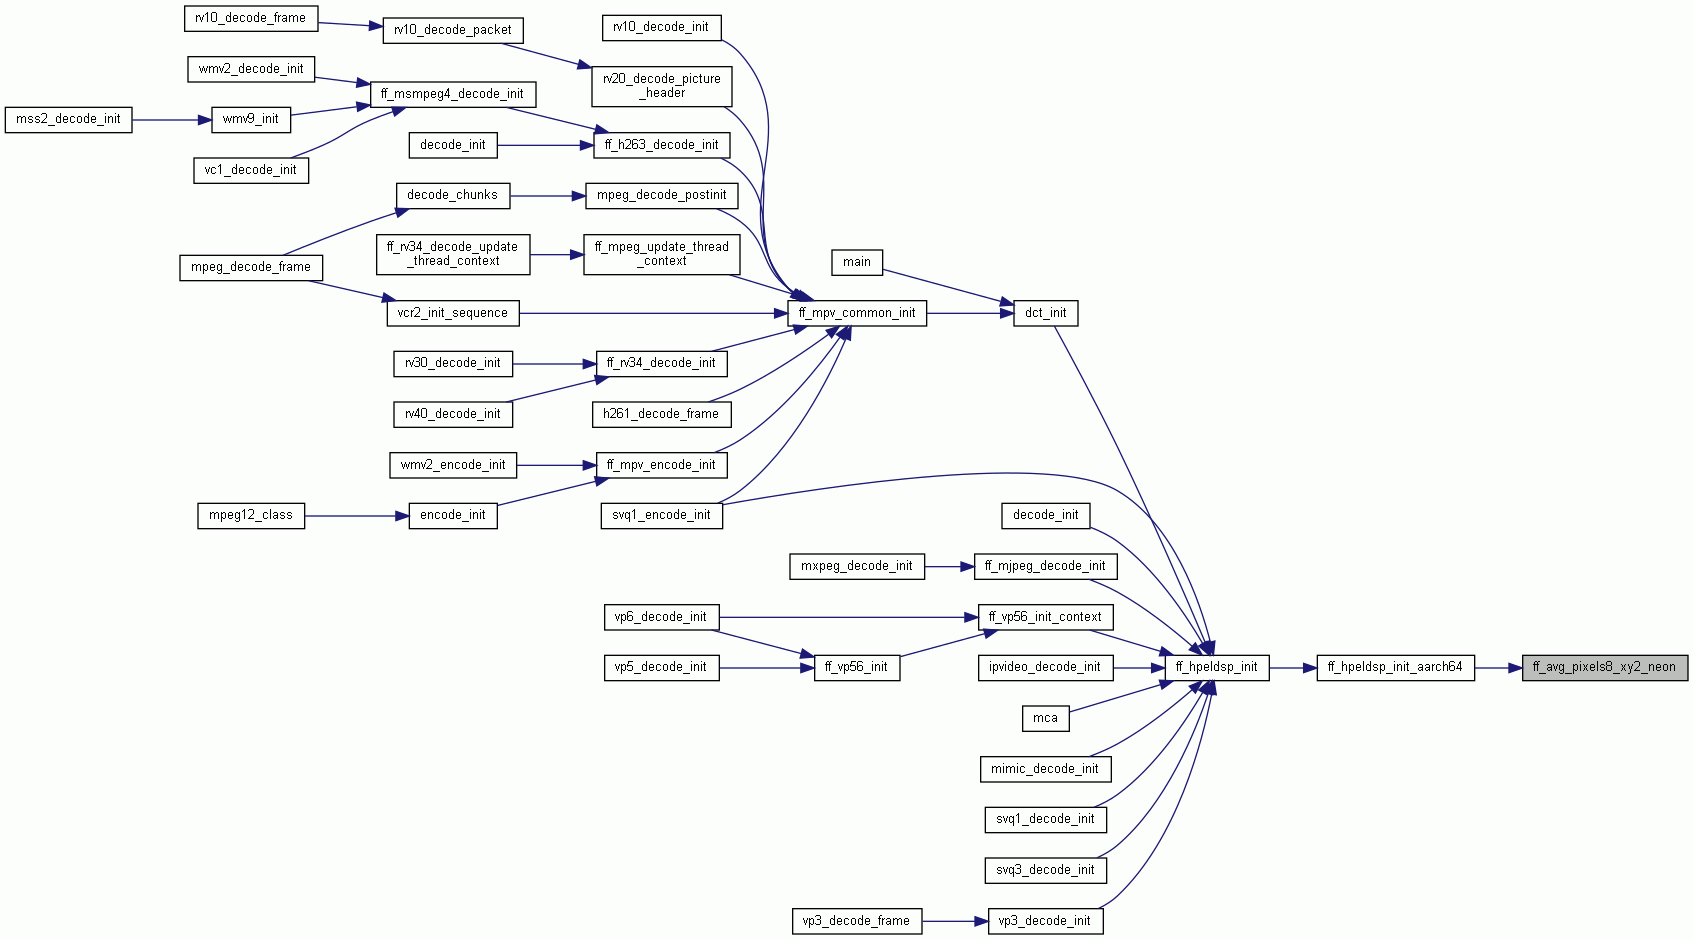 rv10_decode_frame
rv10_decode_packet
rv10_decode_init
wmv2_decode_init
ff_msmpeg4_decode_init
rv20_decode_picture
_header
mss2_decode_init
wmv9_init
decode_init
ff_h263_decode_init
vc1_decode_init
decode_chunks
mpeg_decode_postinit
ff_rv34_decode_update
_thread_context
ff_mpeg_update_thread
_context
main
mpeg_decode_frame
vcr2_init_sequence
ff_mpv_common_init
dct_init
rv30_decode_init
ff_rv34_decode_init
rv40_decode_init
h261_decode_frame
wmv2_encode_init
ff_mpv_encode_init
mpeg12_class
encode_init
svq1_encode_init
decode_init
mxpeg_decode_init
ff_mjpeg_decode_init
vp6_decode_init
ff_vp56_init_context
vp5_decode_init
ff_vp56_init
ipvideo_decode_init
ff_hpeldsp_init
ff_hpeldsp_init_aarch64
ff_avg_pixels8_xy2_neon
mca
mimic_decode_init
svq1_decode_init
svq3_decode_init
vp3_decode_frame
vp3_decode_init